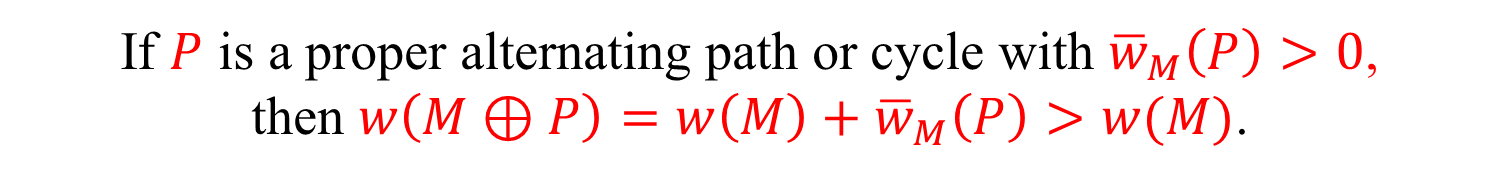 If P is a proper alternating path or cycle with w̅_M(P) > 0,
then w(M ⊕ P) = w(M) + w̅_M(P) > w(M).